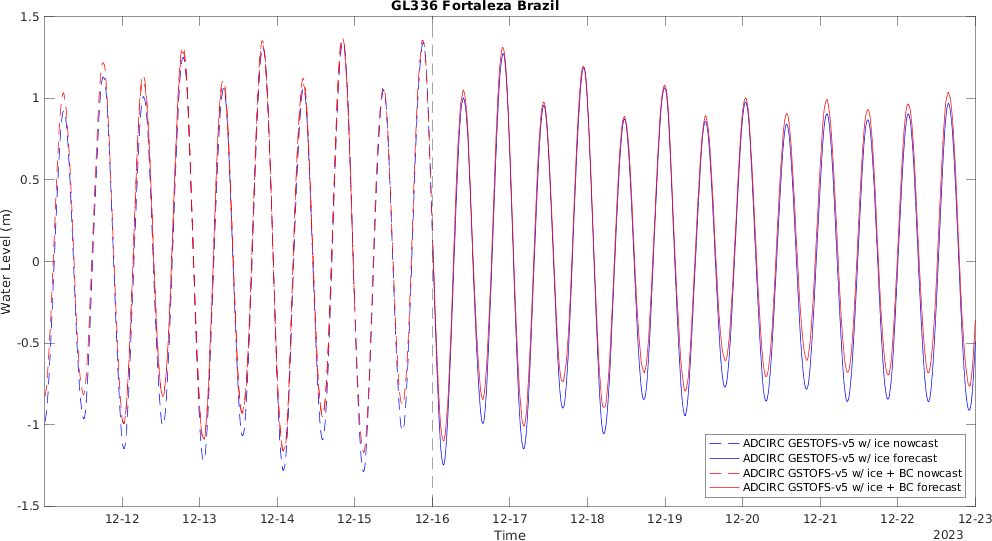 GL336 Fortaleza Brazil
1.5
1
0.5
0
-0.5
-1
-1.5
Water Level (m)
12-12
12-13
12-14
12-15
12-16
12-17
12-18
12-19
12-20
12-21
12-22
12-23
Time
2023
ADCIRC GESTOFS-v5 w/ ice nowcast
ADCIRC GESTOFS-v5 w/ ice forecast
ADCIRC GSTOFS-v5 w/ ice + BC nowcast
ADCIRC GSTOFS-v5 w/ ice + BC forecast